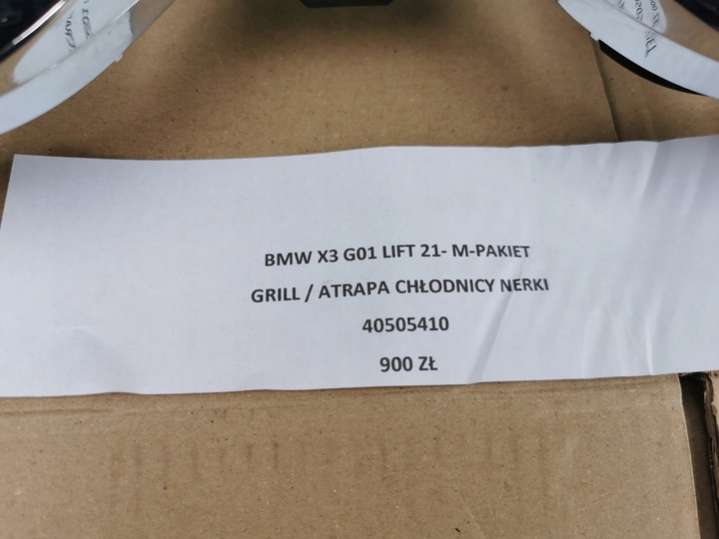 BMW X3 G01 LIFT 21- M-PAKIET
GRILL / ATRAPA CHŁODNICY NERKI
40505410
900 ZŁ